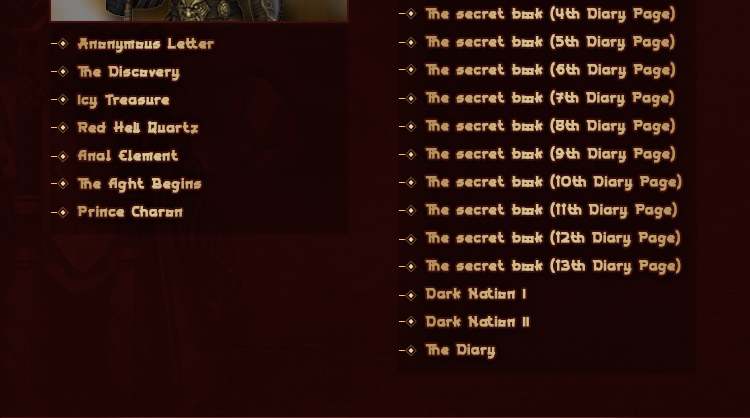 Anonymous Letter
The Discovery
Icy Treasure
Red Hell Quartz
Anal Element
The fight Begins
Prince Charon
The secret book (4th Diary Page)
The secret book (5th Diary Page)
The secret book (6th Diary Page)
The secret book (7th Diary Page)
The secret book (8th Diary Page)
The secret book (9th Diary Page)
The secret book (10th Diary Page)
The secret book (11th Diary Page)
The secret book (12th Diary Page)
The secret book (13th Diary Page)
Dark Nation I
Dark Nation II
The Diary